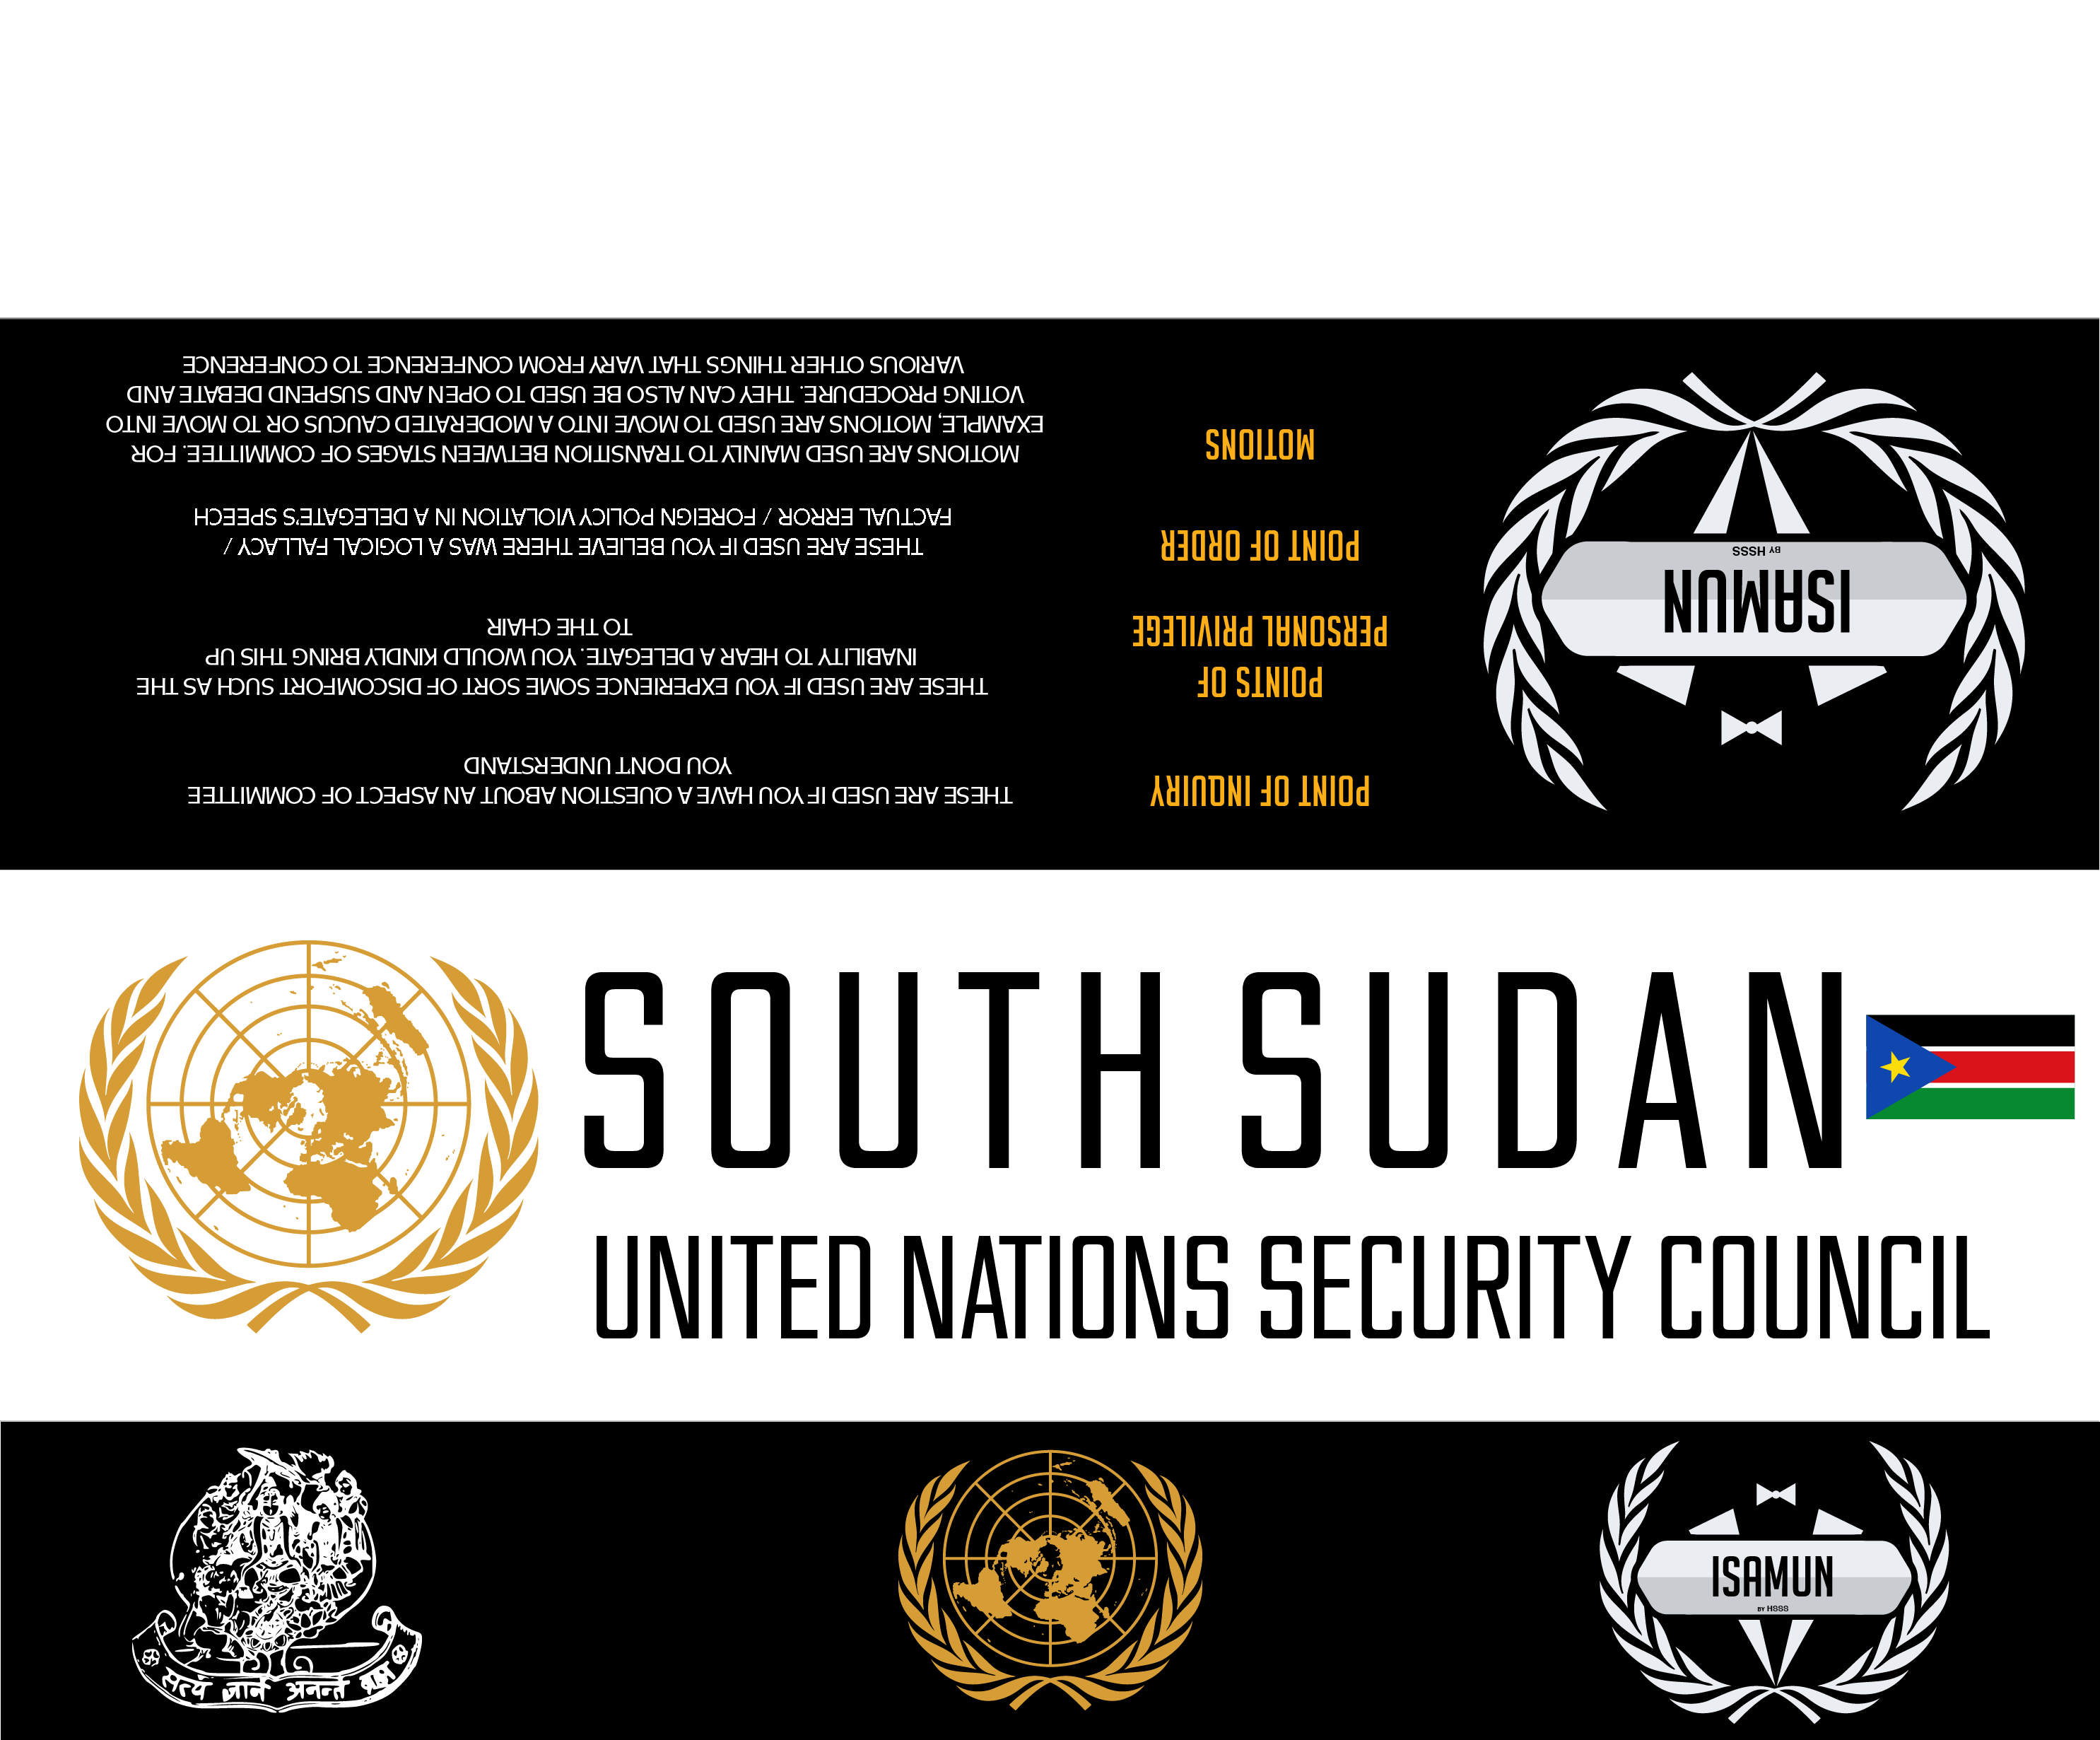 POINT OF INQUIRY
THESE ARE USED IF YOU HAVE A QUESTION ABOUT AN ASPECT OF COMMITTEE
YOU DON'T UNDERSTAND
POINTS OF
PERSONAL PRIVILEGE
THESE ARE USED IF YOU EXPERIENCE SOME SORT OF DISCOMFORT SUCH AS THE
INABILITY TO HEAR A DELEGATE. YOU WOULD KINDLY BRING THIS UP
TO THE CHAIR
POINT OF ORDER
THESE ARE USED IF YOU BELIEVE THERE WAS A LOGICAL FALLACY /
FACTUAL ERROR / FOREIGN POLICY VIOLATION IN A DELEGATE'S SPEECH
MOTIONS
MOTIONS ARE USED MAINLY TO TRANSITION BETWEEN STAGES OF COMMITTEE. FOR
EXAMPLE, MOTIONS ARE USED TO MOVE INTO A MODERATED CAUCUS OR TO MOVE INTO
VOTING PROCEDURE. THEY CAN ALSO BE USED TO OPEN AND SUSPEND DEBATE AND
VARIOUS OTHER THINGS THAT VARY FROM CONFERENCE TO CONFERENCE
ISAMUN
BY HSSS
SOUTH SUDAN
UNITED NATIONS SECURITY COUNCIL
सत्यं ज्ञानं अनन्तं ब्रह्म
ISAMUN
BY HSSS